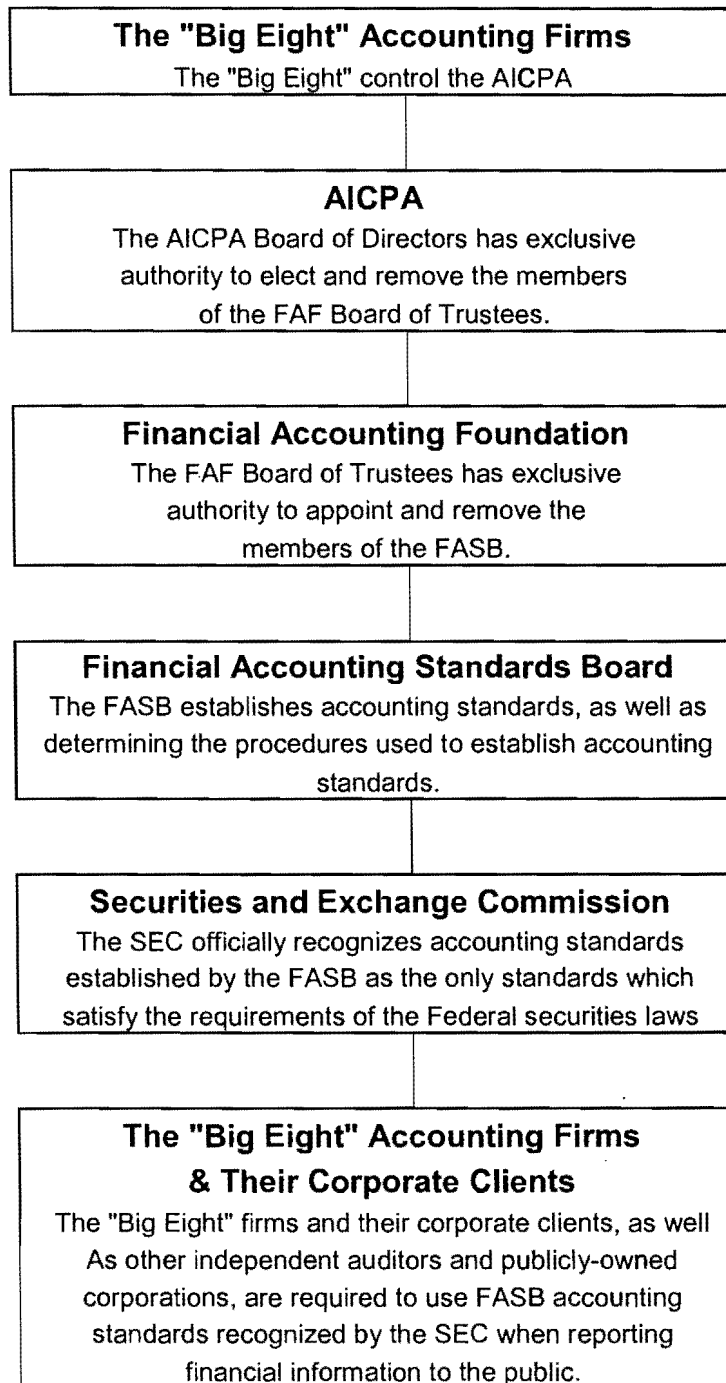 The "Big Eight" Accounting Firms
The "Big Eight" control the AICPA
AICPA
The AICPA Board of Directors has exclusive
authority to elect and remove the members
of the FAF Board of Trustees.
Financial Accounting Foundation
The FAF Board of Trustees has exclusive
authority to appoint and remove the
members of the FASB.
Financial Accounting Standards Board
The FASB establishes accounting standards, as well as
determining the procedures used to establish accounting
standards.
Securities and Exchange Commission
The SEC officially recognizes accounting standards
established by the FASB as the only standards which
satisfy the requirements of the Federal securities laws
The "Big Eight" Accounting Firms
& Their Corporate Clients
The "Big Eight" firms and their corporate clients, as well
As other independent auditors and publicly-owned
corporations, are required to use FASB accounting
standards recognized by the SEC when reporting
financial information to the public.